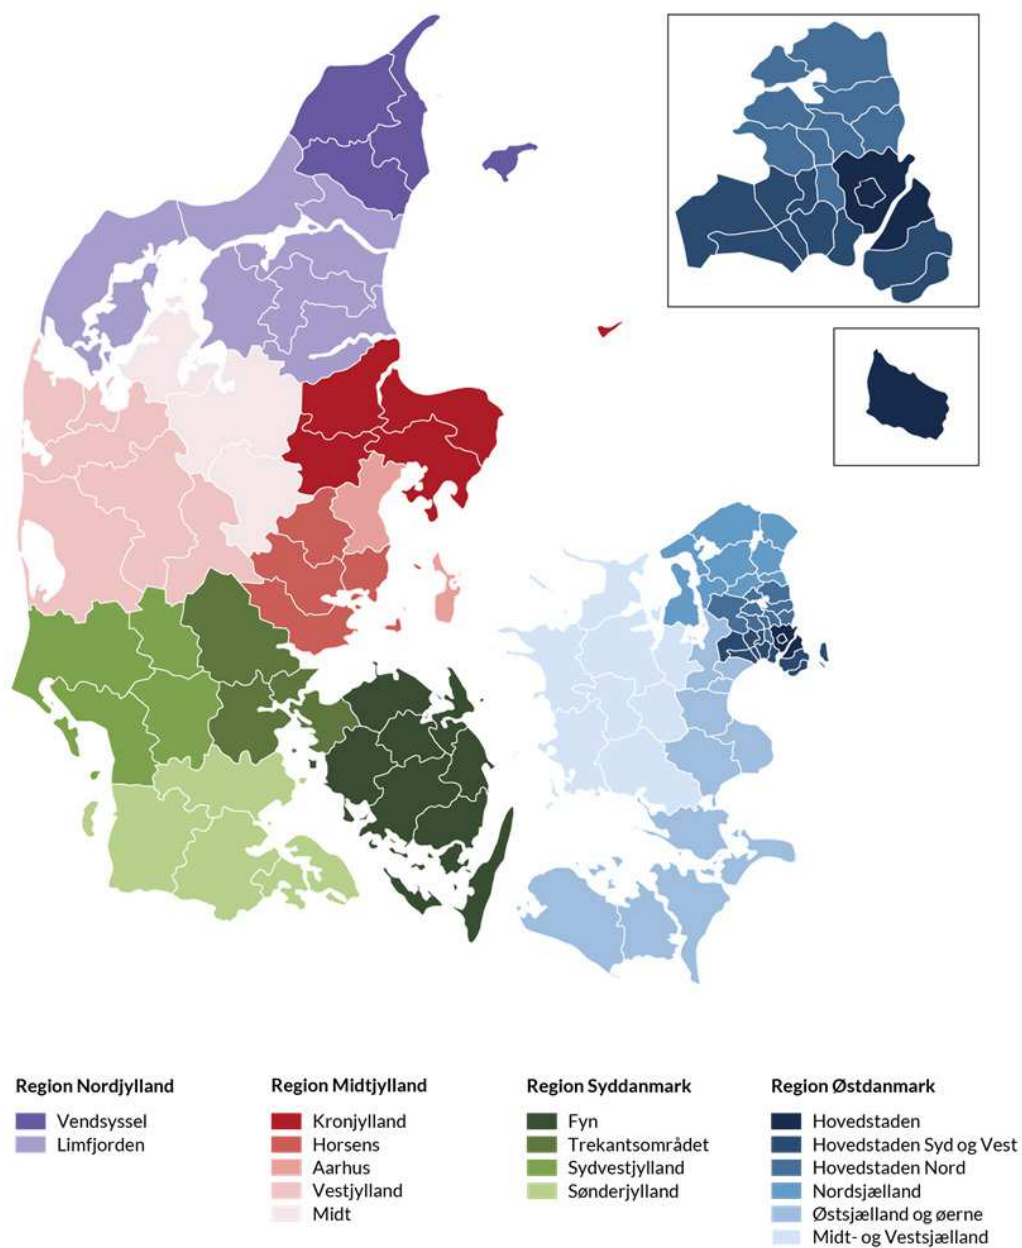 Region Nordjylland
Vendsyssel
Limfjorden
Region Midtjylland
Kronjylland
Horsens
Aarhus
Vestjylland
Midt
Region Syddanmark
Fyn
Trekantsområdet
Sydvestjylland
Sønderjylland
Region Østdanmark
Hovedstaden
Hovedstaden Syd og Vest
Hovedstaden Nord
Nordsjælland
Østsjælland og øerne
Midt- og Vestsjælland